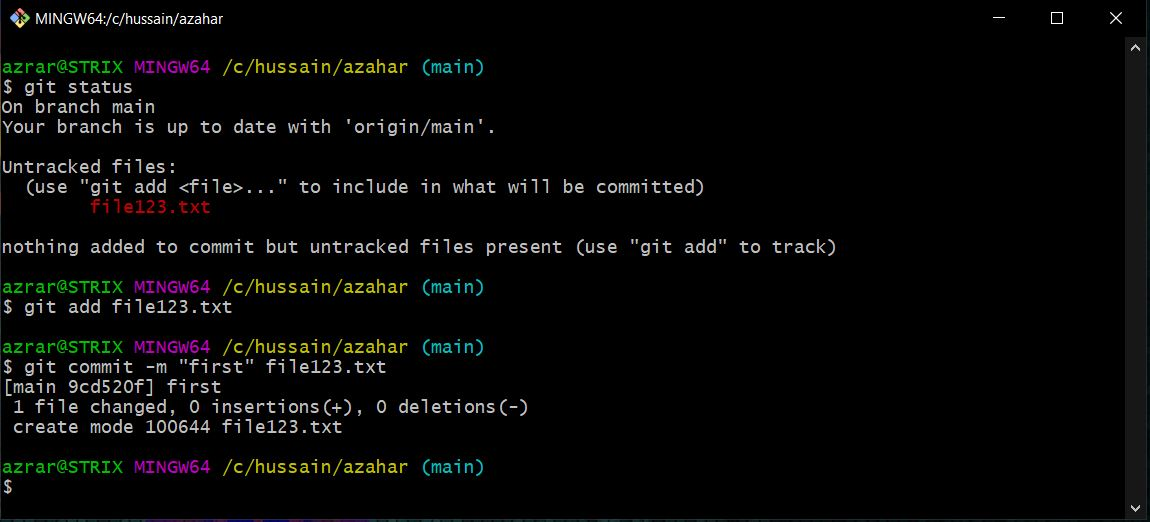 MINGW64:/c/hussain/azahar
azrar@STRIX MINGW64 /c/hussain/azahar (main)
$ git status
On branch main
Your branch is up to date with 'origin/main'.
Untracked files:
  (use "git add <file>..." to include in what will be committed)
        file123.txt
nothing added to commit but untracked files present (use "git add" to track)
azrar@STRIX MINGW64 /c/hussain/azahar (main)
$ git add file123.txt
azrar@STRIX MINGW64 /c/hussain/azahar (main)
$ git commit -m "first" file123.txt
[main 9cd520f] first
 1 file changed, 0 insertions(+), 0 deletions(-)
 create mode 100644 file123.txt
azrar@STRIX MINGW64 /c/hussain/azahar (main)
$